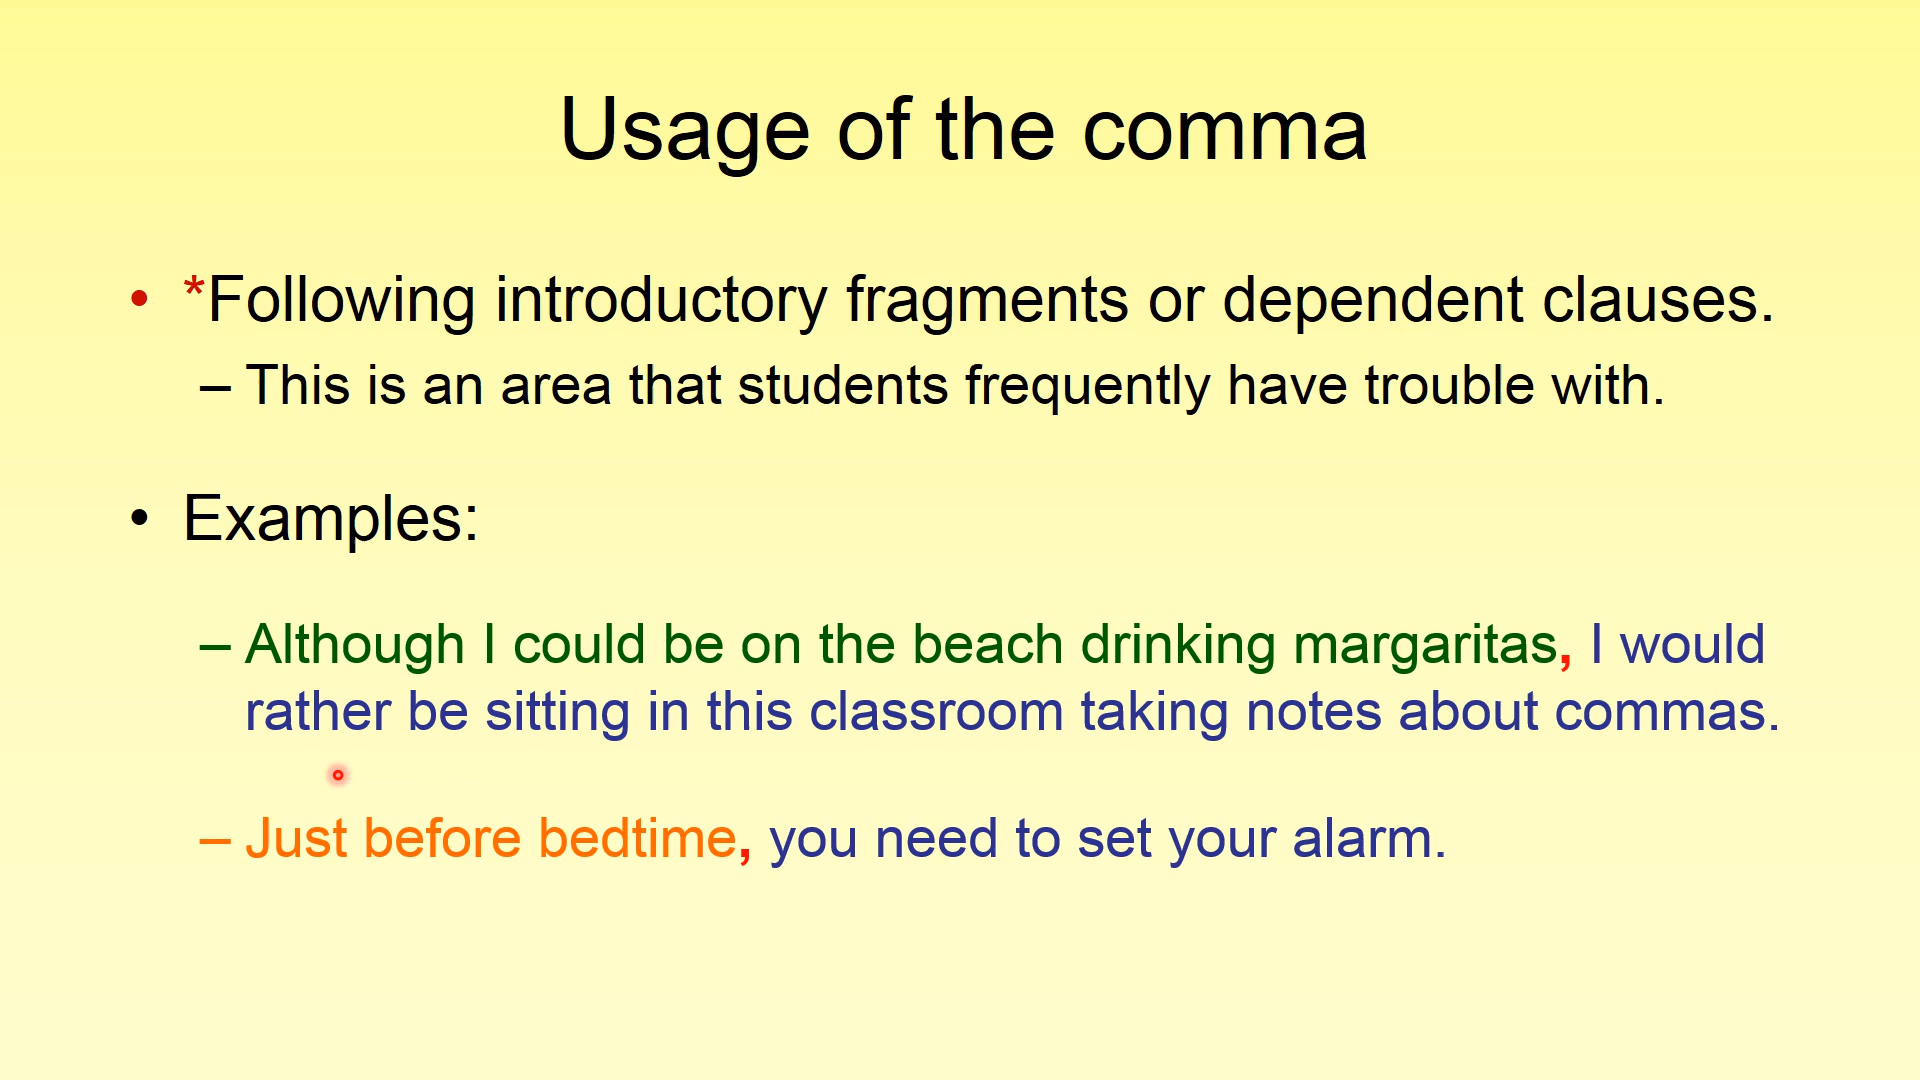 Usage of the comma
• *Following introductory fragments or dependent clauses.
– This is an area that students frequently have trouble with.
• Examples:
– Although I could be on the beach drinking margaritas, I would
rather be sitting in this classroom taking notes about commas.
– Just before bedtime, you need to set your alarm.